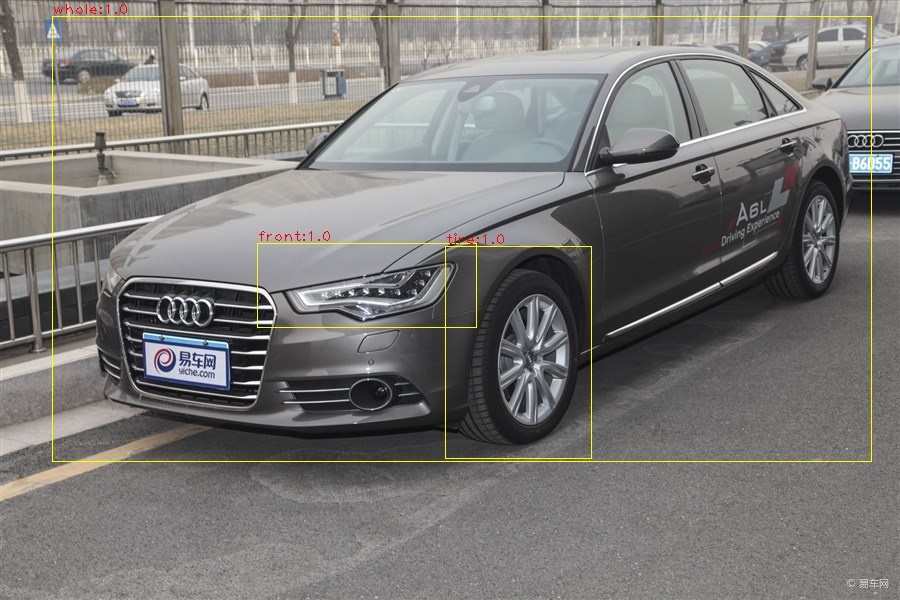 whole:1.0
B6055
A6L
Driving Experience
front:1.0
tire:1.0
易车网
yiche.com
© 易车网